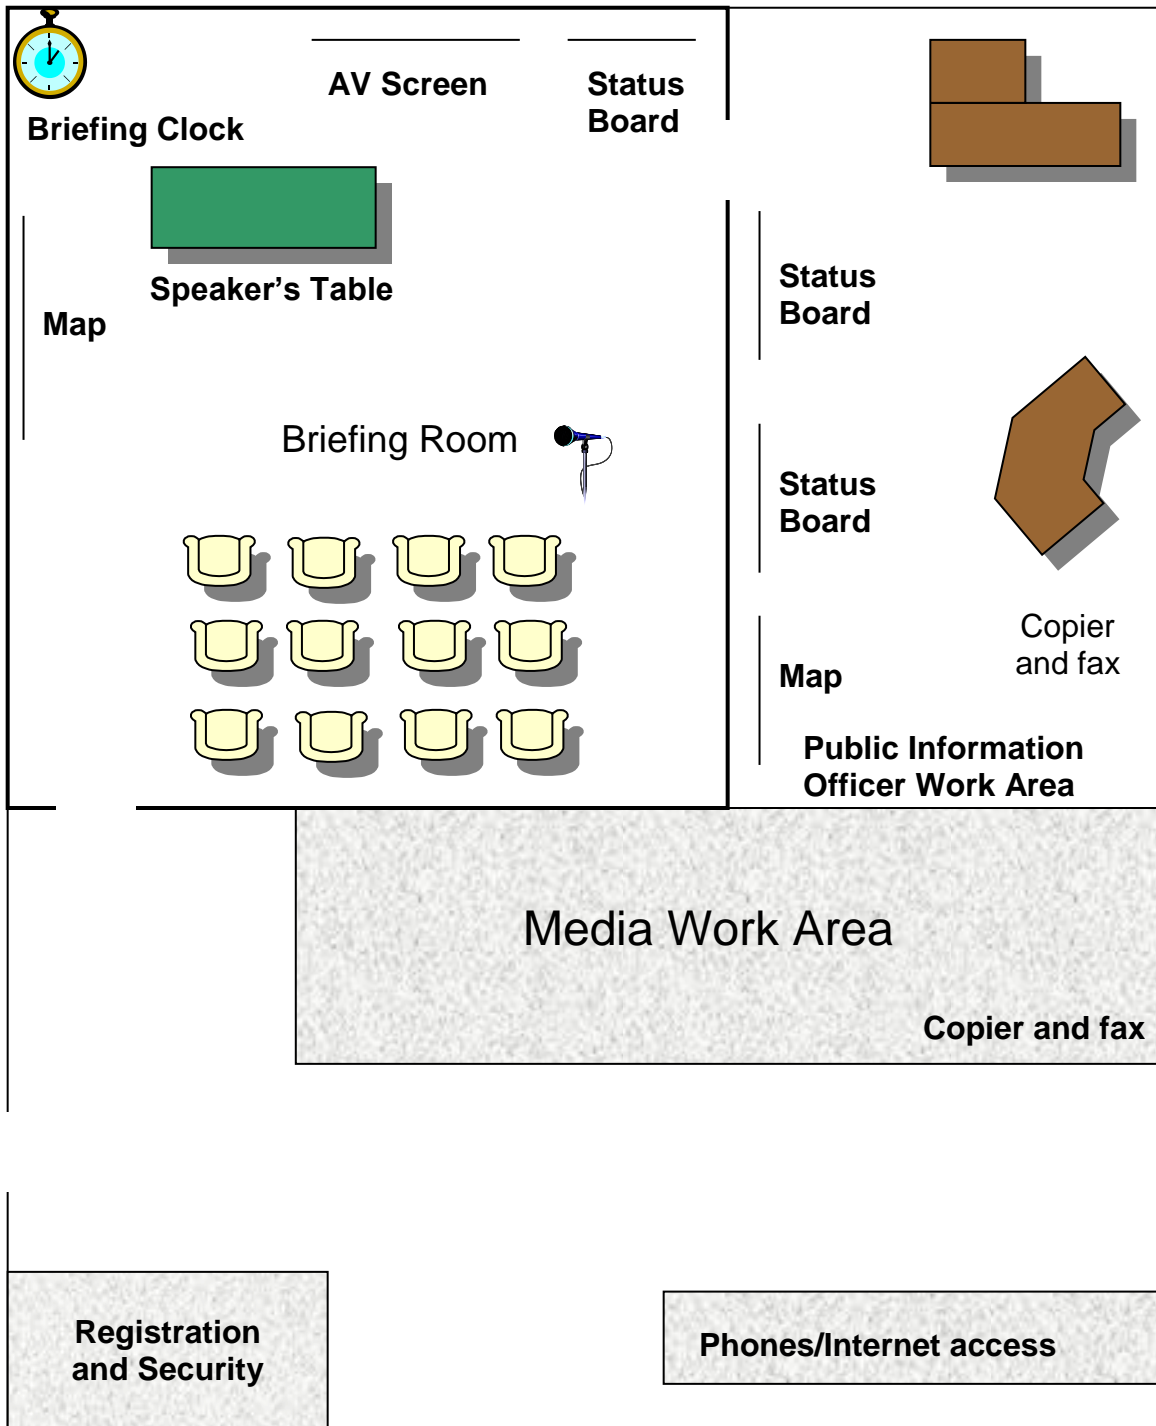 AV Screen
Status
Board
Briefing Clock
Speaker’s Table
Map
Status
Board
Briefing Room
Status
Board
Copier
and fax
Map
Public Information
Officer Work Area
Media Work Area
Copier and fax
Registration
and Security
Phones/Internet access